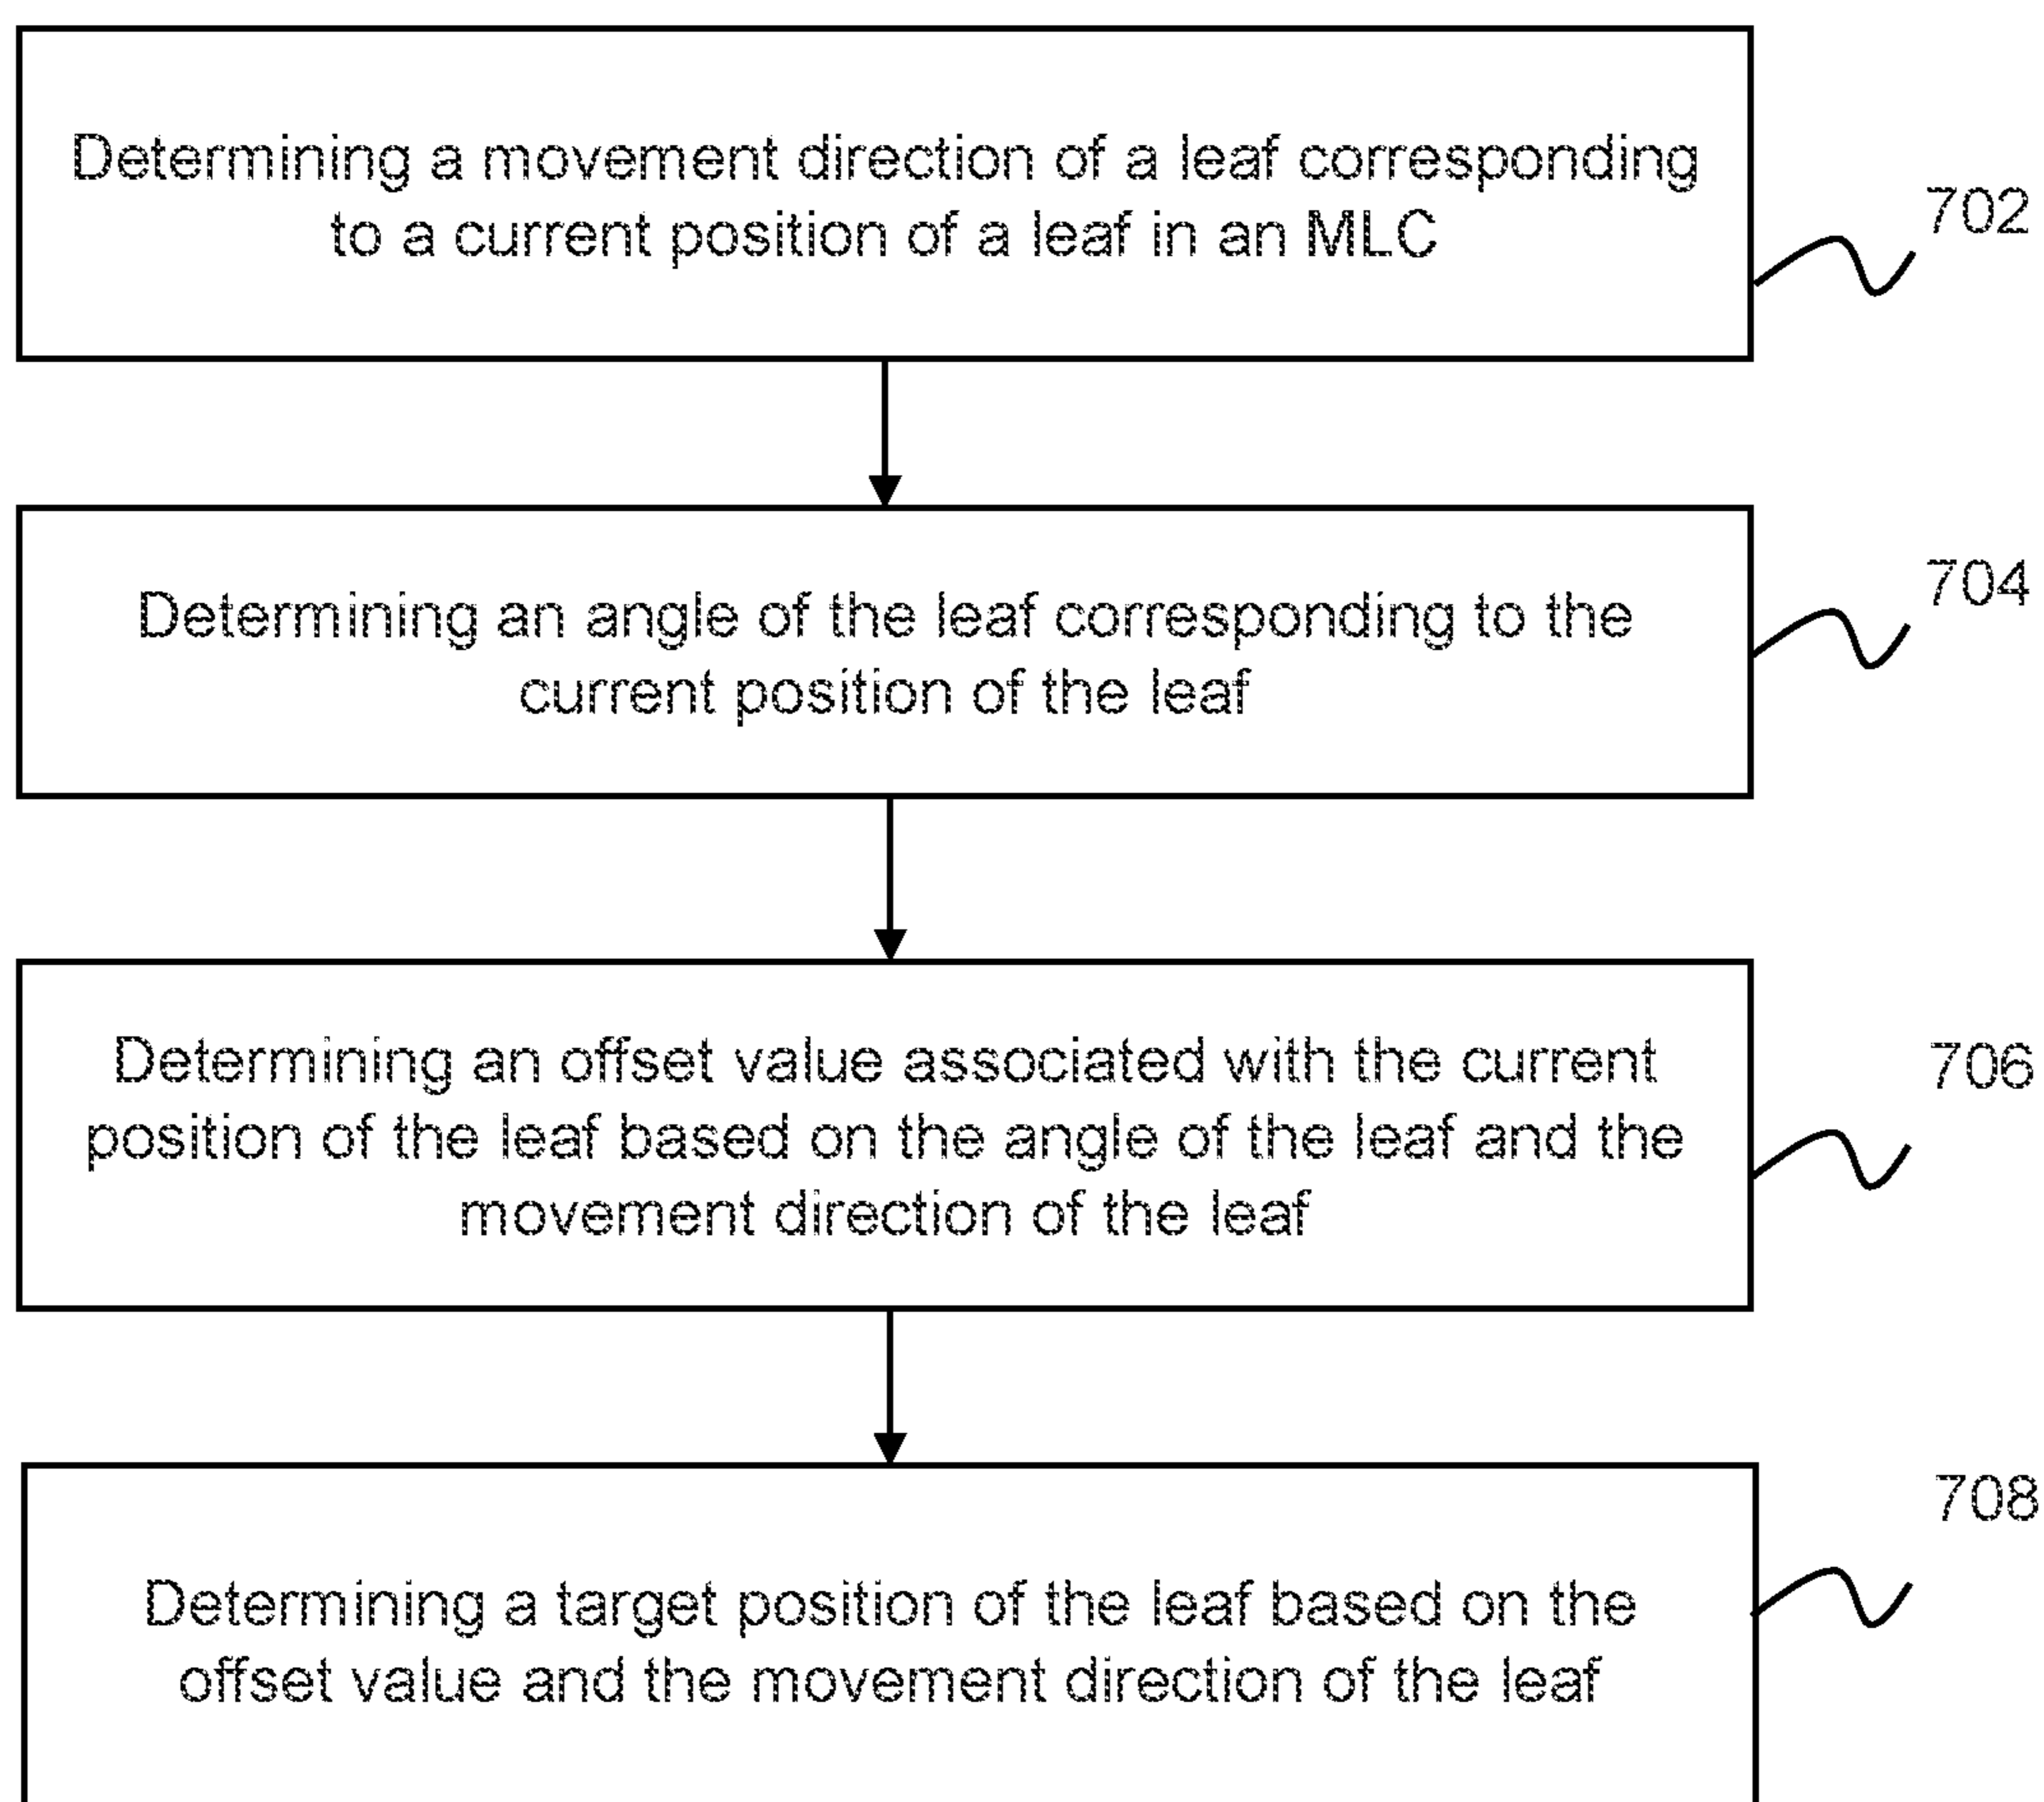 Determining a movement direction of a leaf corresponding
to a current position of a leaf in an MLC
702
Determining an angle of the leaf corresponding to the
current position of the leaf
704
Determining an offset value associated with the current
position of the leaf based on the angle of the leaf and the
movement direction of the leaf
706
Determining a target position of the leaf based on the
offset value and the movement direction of the leaf
708